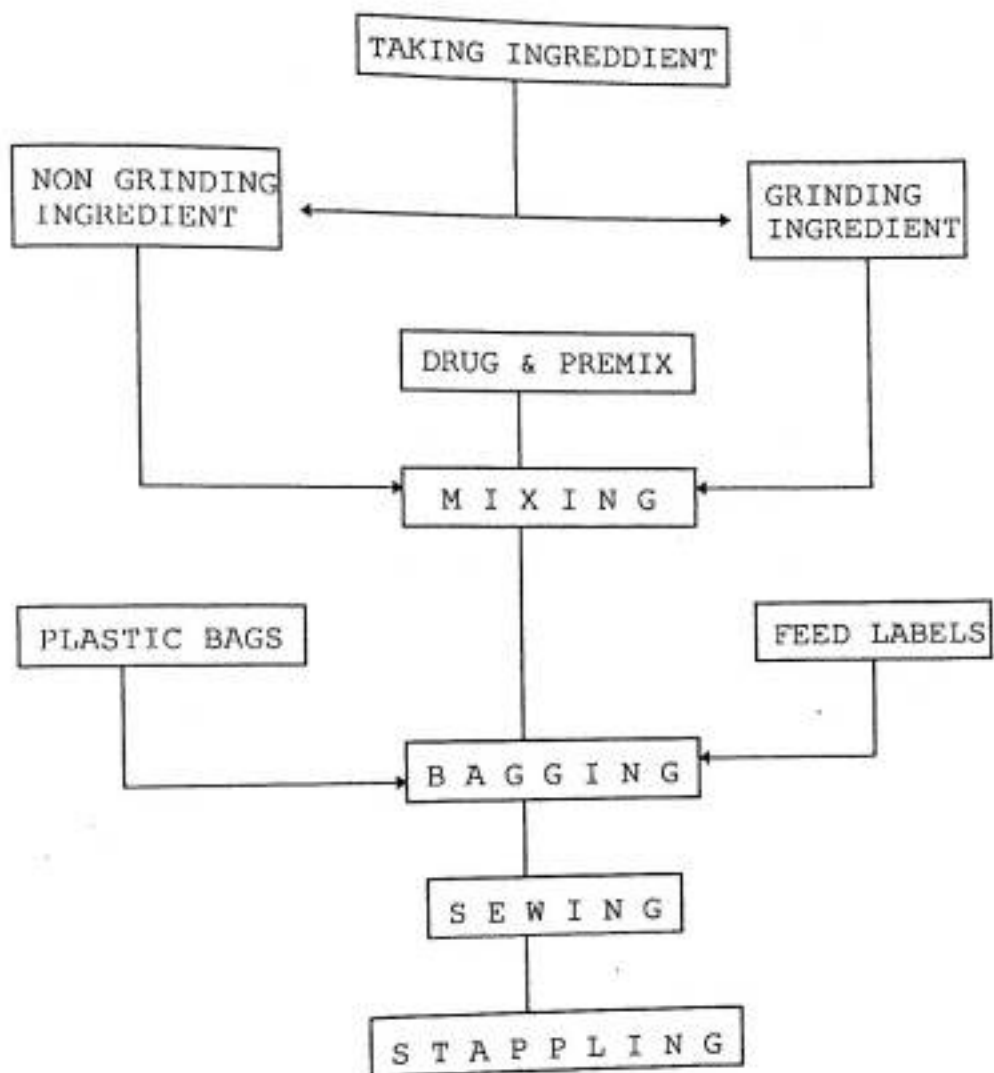 TAKING INGREDDIENT
NON GRINDING
INGREDIENT
GRINDING
INGREDIENT
DRUG & PREMIX
M I X I N G
PLASTIC BAGS
FEED LABELS
B A G G I N G
S E W I N G
S T A P P L I N G